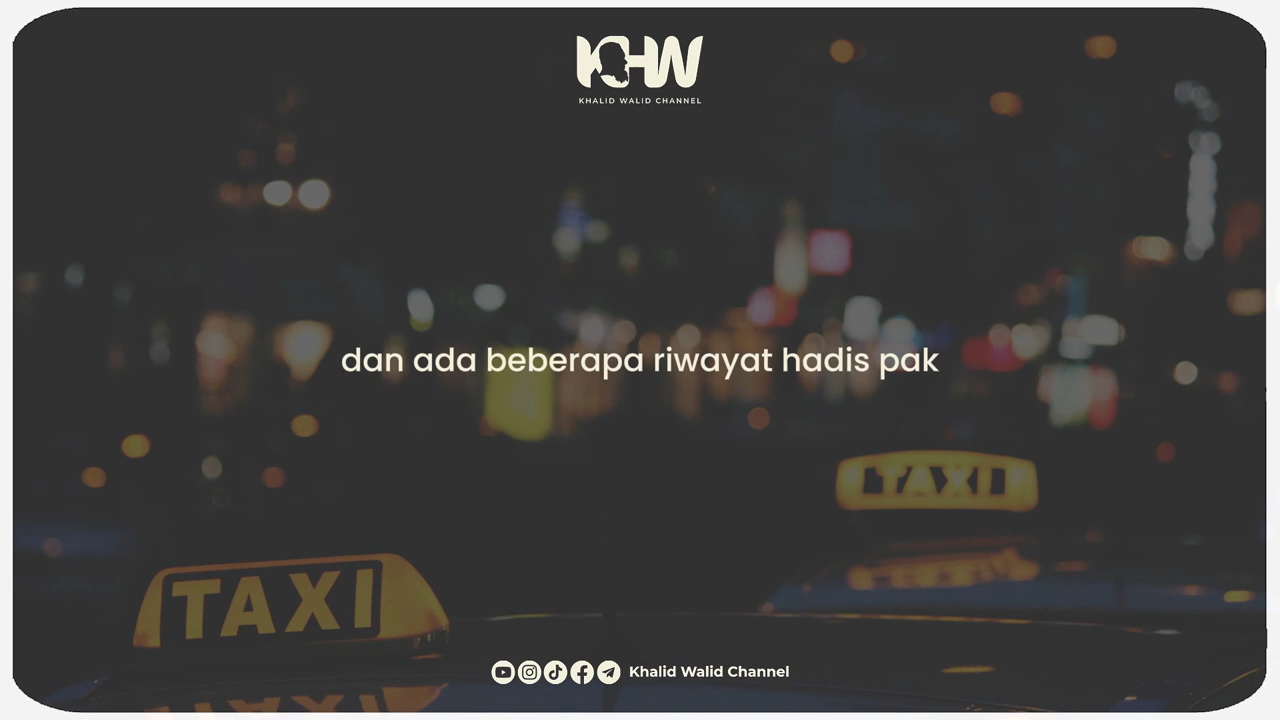 KHW
KHALID WALID CHANNEL
dan ada beberapa riwayat hadis pak
TAXI
TAXI
Khalid Walid Channel